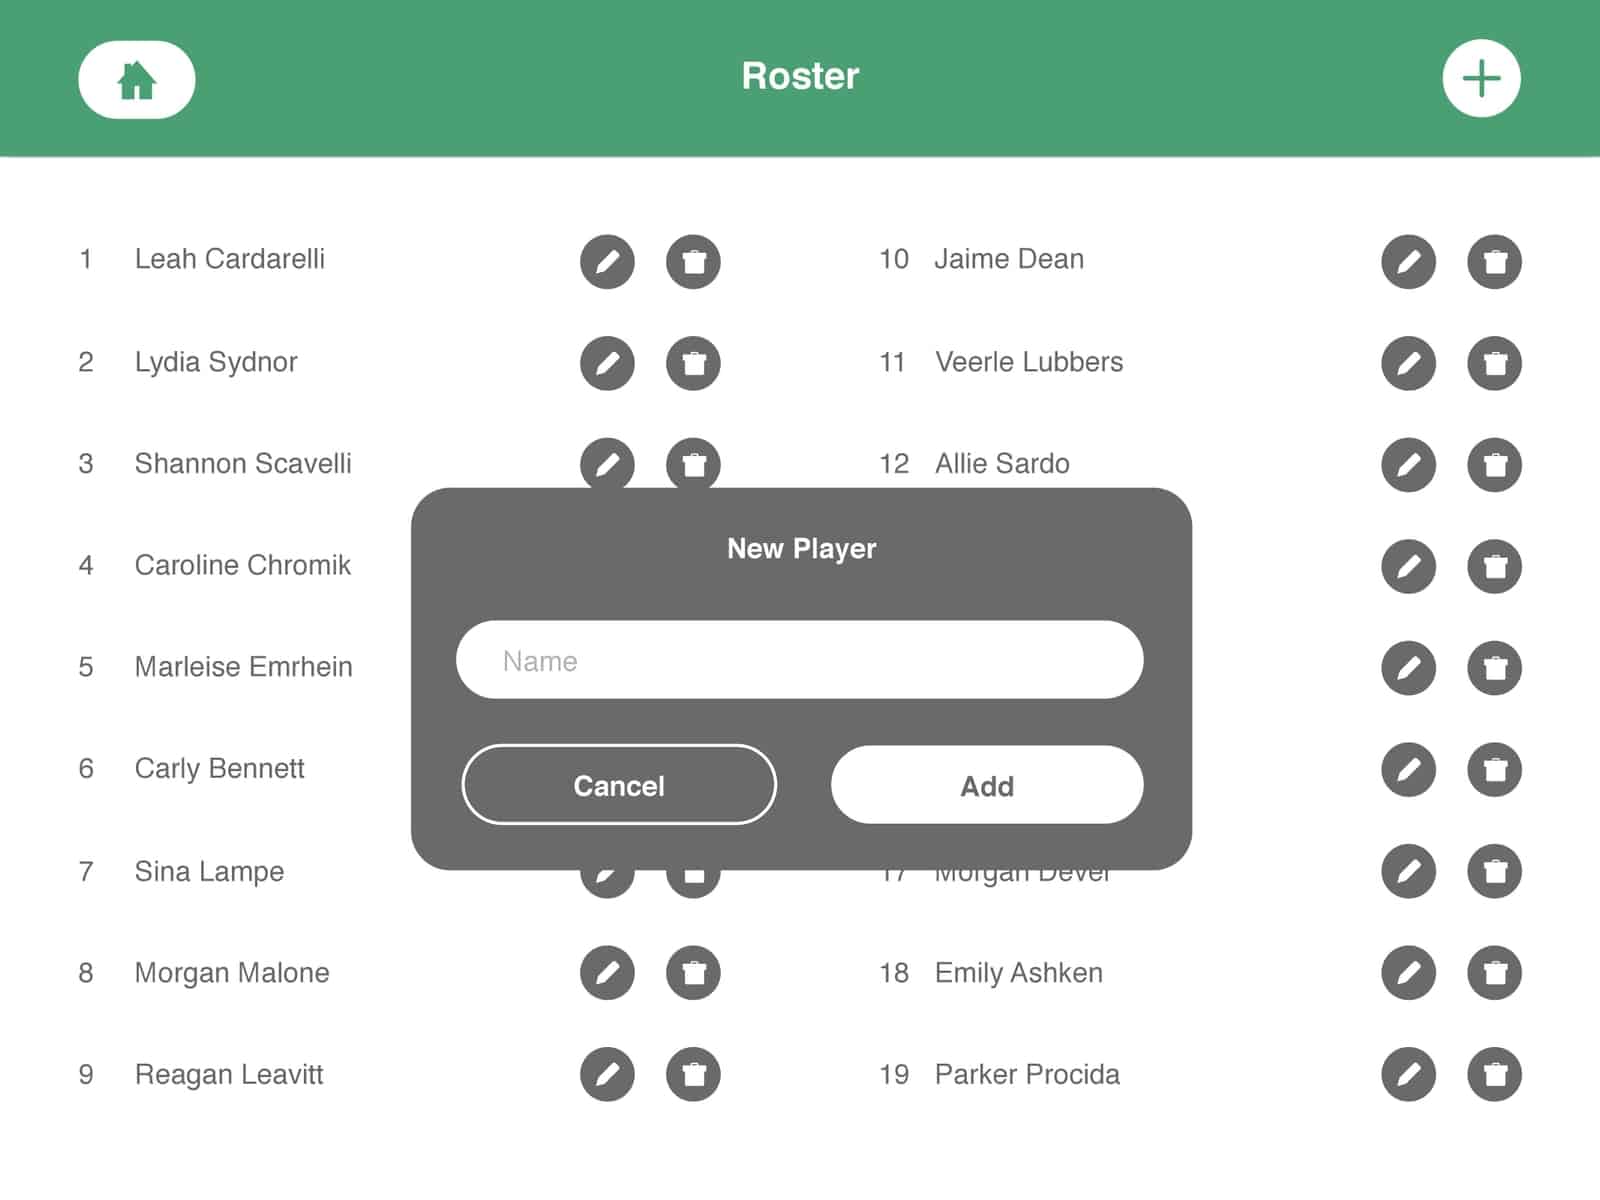 Roster
1 Leah Cardarelli
2 Lydia Sydnor
3 Shannon Scavelli
4 Caroline Chromik
5 Marleise Emrhein
6 Carly Bennett
7 Sina Lampe
8 Morgan Malone
9 Reagan Leavitt
10 Jaime Dean
11 Veerle Lubbers
12 Allie Sardo
17 Morgan Dever
18 Emily Ashken
19 Parker Procida
New Player
Name
Cancel
Add